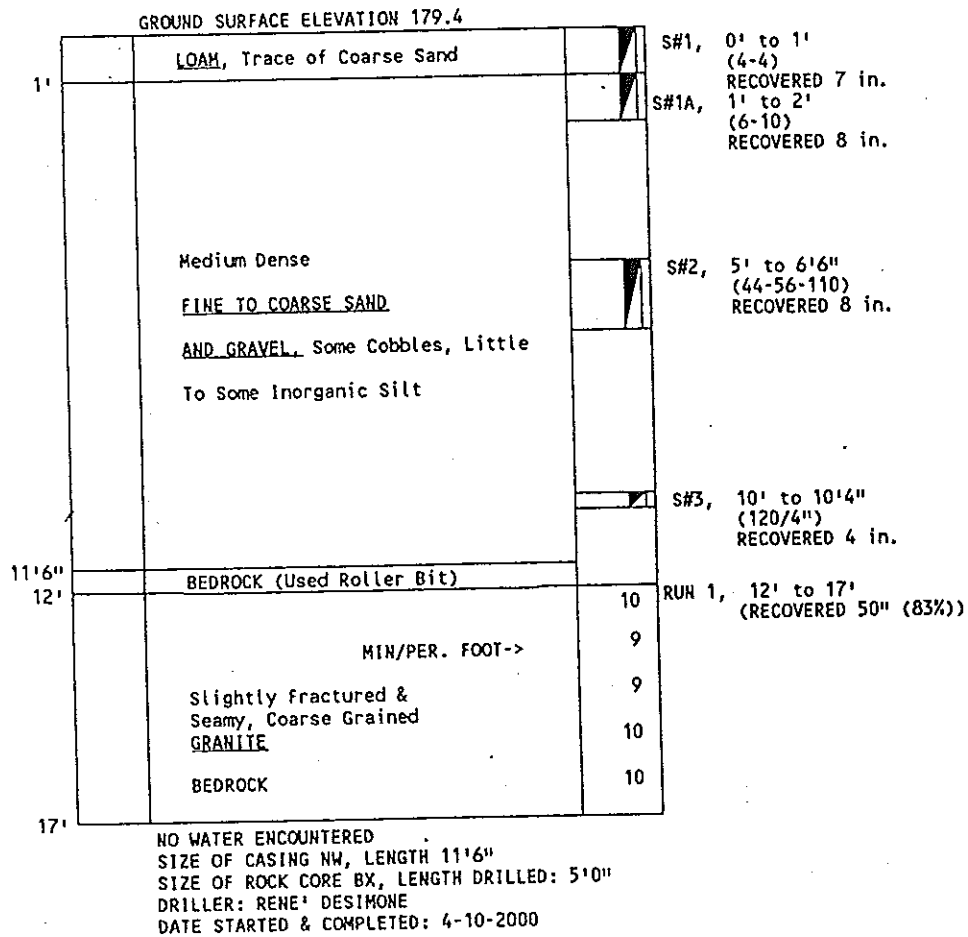 GROUND SURFACE ELEVATION 179.4
LOAM, Trace of Coarse Sand
S#1, 0' to 1'
(4-4)
RECOVERED 7 in.
1'
S#1A, 1' to 2'
(6-10)
RECOVERED 8 in.
Medium Dense
FINE TO COARSE SAND
AND GRAVEL, Some Cobbles, Little
To Some Inorganic Silt
S#2, 5' to 6'6"
(44-56-110)
RECOVERED 8 in.
S#3, 10' to 10'4"
(120/4")
RECOVERED 4 in.
11'6"
BEDROCK (Used Roller Bit)
12'
RUN 1, 12' to 17'
(RECOVERED 50" (83%))
10
MIN/PER. FOOT-> 9
Slightly fractured & 9
Seamy, Coarse Grained
GRANITE 10
BEDROCK 10
17'
NO WATER ENCOUNTERED
SIZE OF CASING NW, LENGTH 11'6"
SIZE OF ROCK CORE BX, LENGTH DRILLED: 5'0"
DRILLER: RENE' DESIMONE
DATE STARTED & COMPLETED: 4-10-2000